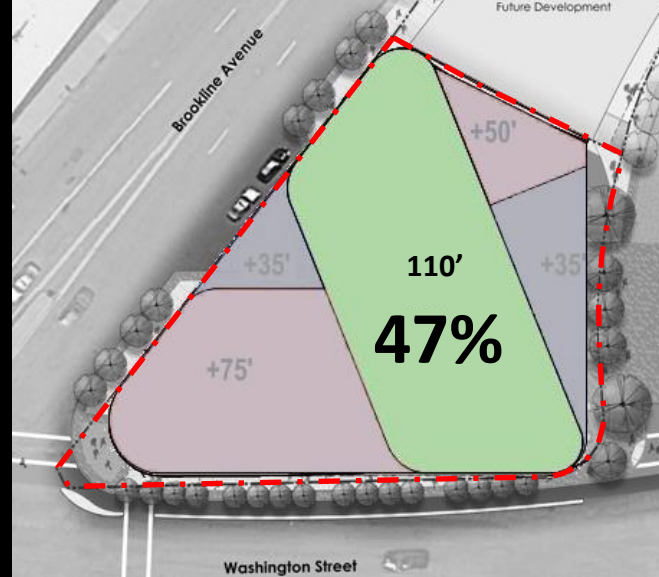 Future Development
Brookline Avenue
+50'
+35'
110’
+35'
47%
+75'
Washington Street